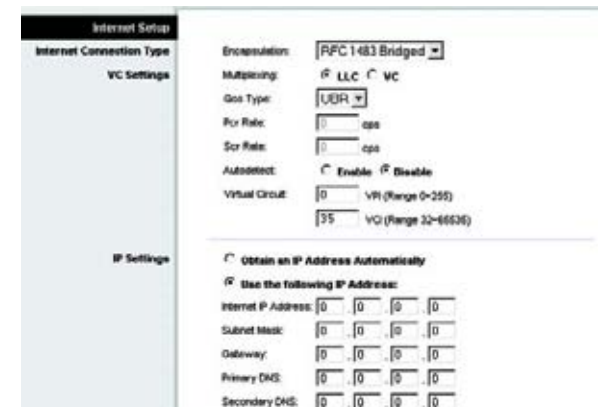 Internet Setup
Internet Connection Type
Encapsulation: RFC 1483 Bridged
VC Settings
Multiplexing: LLC VC
Qos Type: UBR
Pcr Rate: 0 cps
Scr Rate: 0 cps
Autodetect: Enable Disable
Virtual Circuit: 0 VPI (Range 0~255)
35 VCI (Range 32~65535)
IP Settings
Obtain an IP Address Automatically
Use the following IP Address:
Internet IP Address: 0 . 0 . 0 . 0
Subnet Mask: 0 . 0 . 0 . 0
Gateway: 0 . 0 . 0 . 0
Primary DNS: 0 . 0 . 0 . 0
Secondary DNS: 0 . 0 . 0 . 0